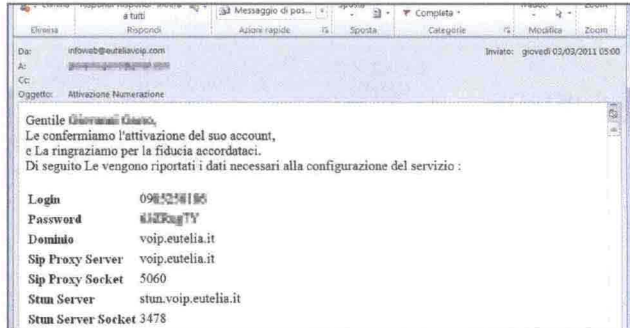 a tutti
Messaggio di pos...
Completa
Elimina
Rispondi
Azioni rapide
Sposta
Categorie
Modifica
Zoom
Da: infoweb@euteliavoip.com
Inviato: giovedì 03/03/2011 05:00
A:
Cc:
Oggetto: Attivazione Numerazione
Gentile
Le confermiamo l'attivazione del suo account,
e La ringraziamo per la fiducia accordataci.
Di seguito Le vengono riportati i dati necessari alla configurazione del servizio :
Login
Password
Dominio voip.eutelia.it
Sip Proxy Server voip.eutelia.it
Sip Proxy Socket 5060
Stun Server stun.voip.eutelia.it
Stun Server Socket 3478